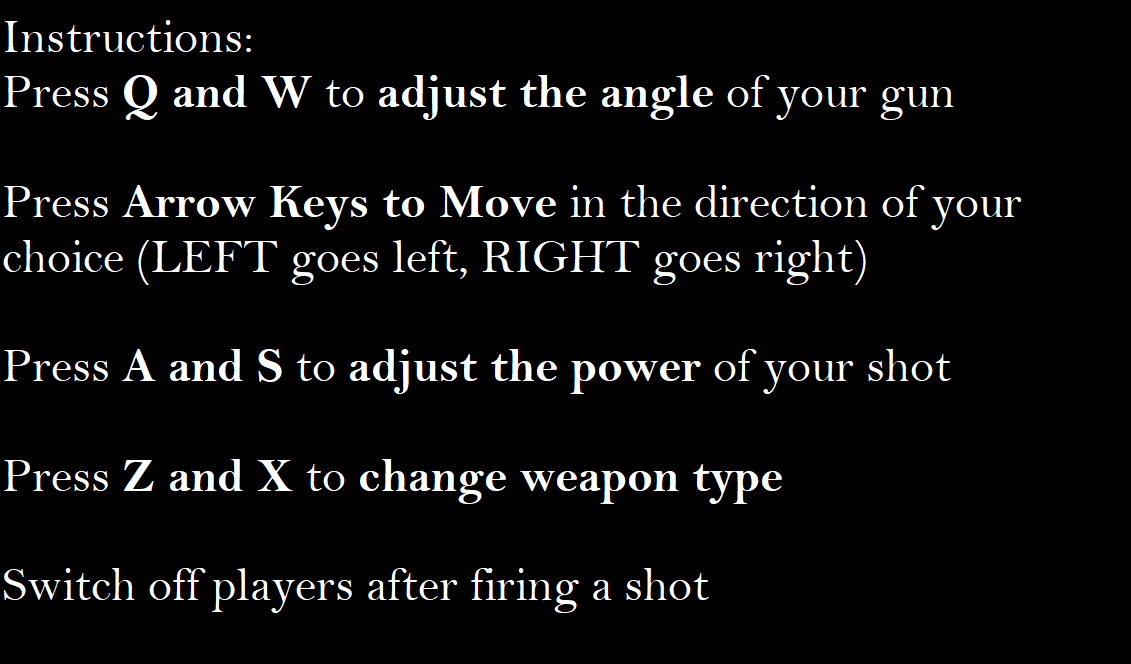 Instructions:
Press Q and W to adjust the angle of your gun
Press Arrow Keys to Move in the direction of your
choice (LEFT goes left, RIGHT goes right)
Press A and S to adjust the power of your shot
Press Z and X to change weapon type
Switch off players after firing a shot